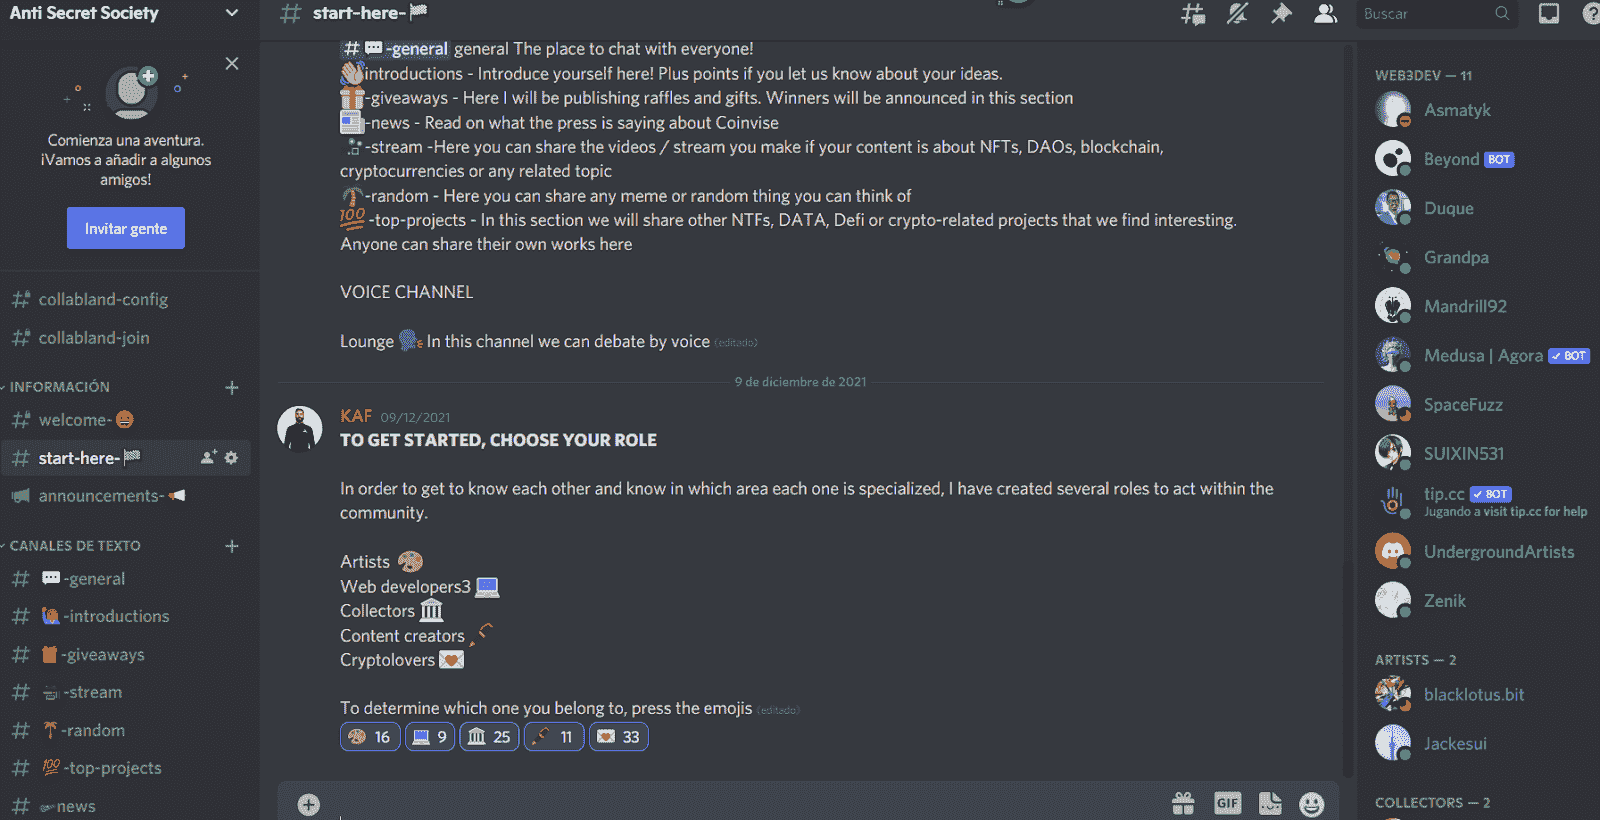 Anti Secret Society
Comienza una aventura.
¡Vamos a añadir a algunos
amigos!
Invitar gente
collabland-config
collabland-join
INFORMACIÓN
welcome-
start-here-
announcements-
CANALES DE TEXTO
-general
-introductions
-giveaways
-stream
-random
-top-projects
-news
start-here-
Buscar
-general general The place to chat with everyone!
introductions - Introduce yourself here! Plus points if you let us know about your ideas.
-giveaways - Here I will be publishing raffles and gifts. Winners will be announced in this section
-news - Read on what the press is saying about Coinvise
-stream -Here you can share the videos / stream you make if your content is about NFTs, DAOs, blockchain,
cryptocurrencies or any related topic
-random - Here you can share any meme or random thing you can think of
-top-projects - In this section we will share other NTFs, DATA, Defi or crypto-related projects that we find interesting.
Anyone can share their own works here
VOICE CHANNEL
Lounge In this channel we can debate by voice (editado)
9 de diciembre de 2021
KAF 09/12/2021
TO GET STARTED, CHOOSE YOUR ROLE
In order to get to know each other and know in which area each one is specialized, I have created several roles to act within the
community.
Artists
Web developers3
Collectors
Content creators
Cryptolovers
To determine which one you belong to, press the emojis (editado)
16 9 25 11 33
GIF
WEB3DEV — 11
Asmatyk
Beyond BOT
Duque
Grandpa
Mandrill92
Medusa | Agora BOT
SpaceFuzz
SUIXIN531
tip.cc BOT
Jugando a visit tip.cc for help
UndergroundArtists
Zenik
ARTISTS — 2
blacklotus.bit
Jackesui
COLLECTORS — 2